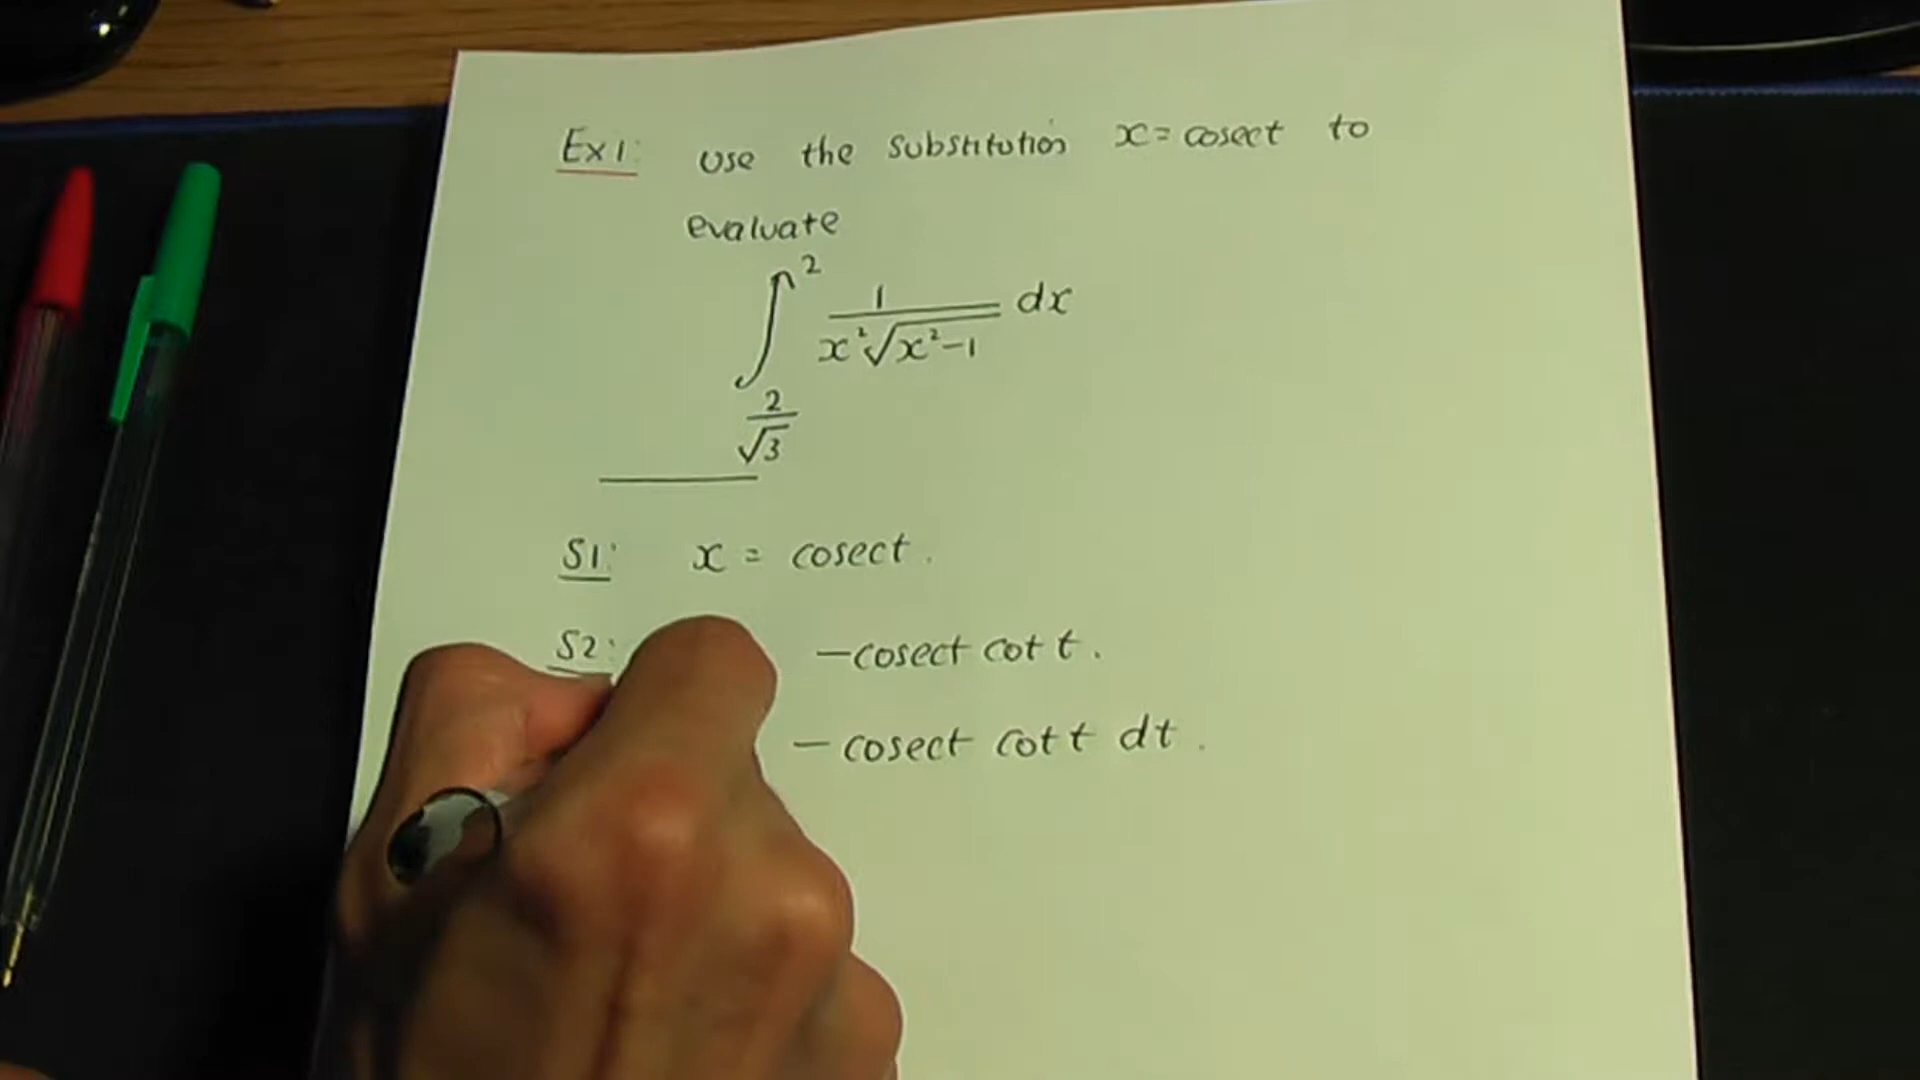 Ex1: Use the substitution x = cosect to
evaluate
∫ 2 1 dx
x²√x²-1
2
√3
S1: x = cosect.
S2: -cosect cot t.
- cosect cot t dt.